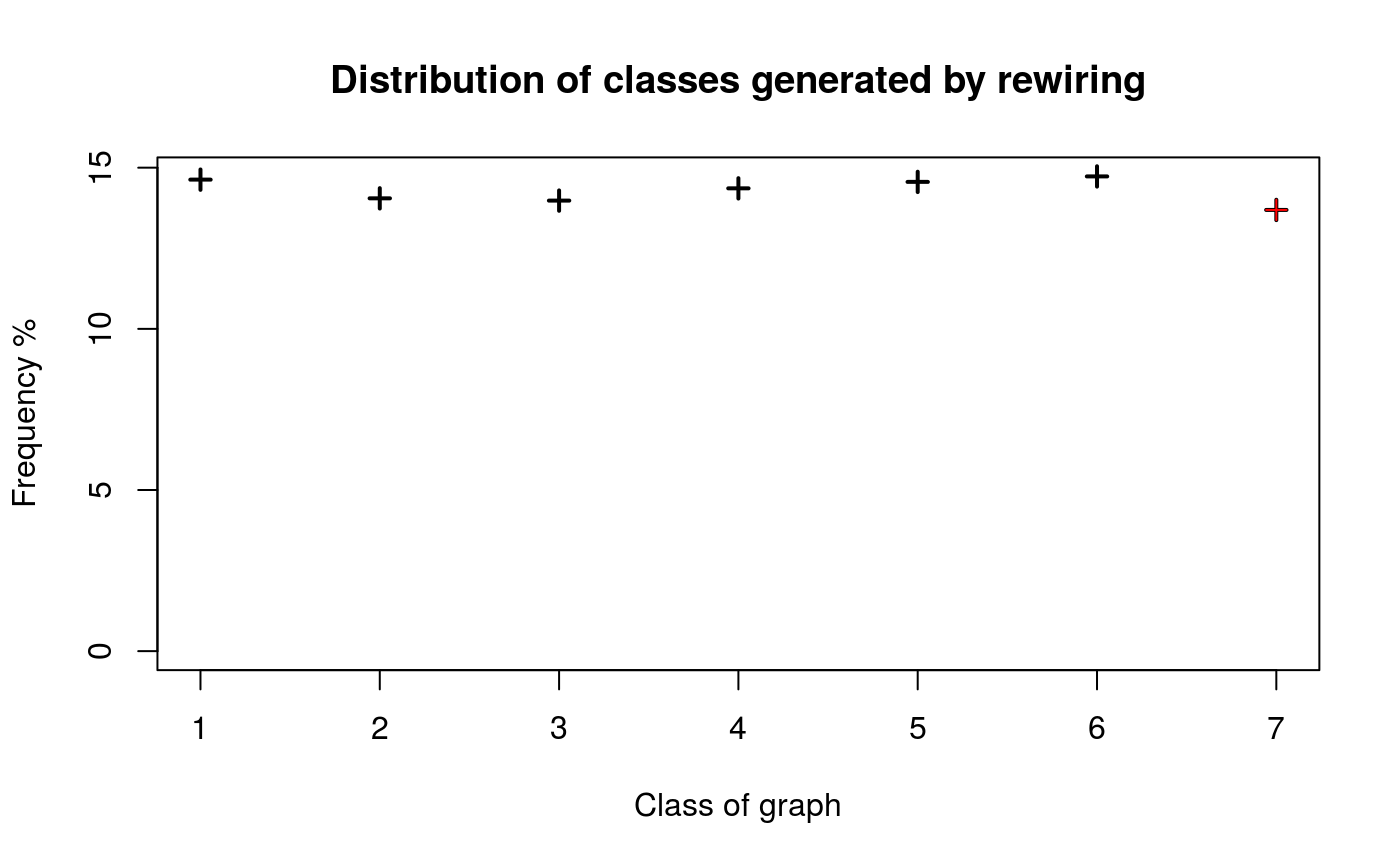 Distribution of classes generated by rewiring
15
10
5
0
Frequency %
1 2 3 4 5 6 7
Class of graph